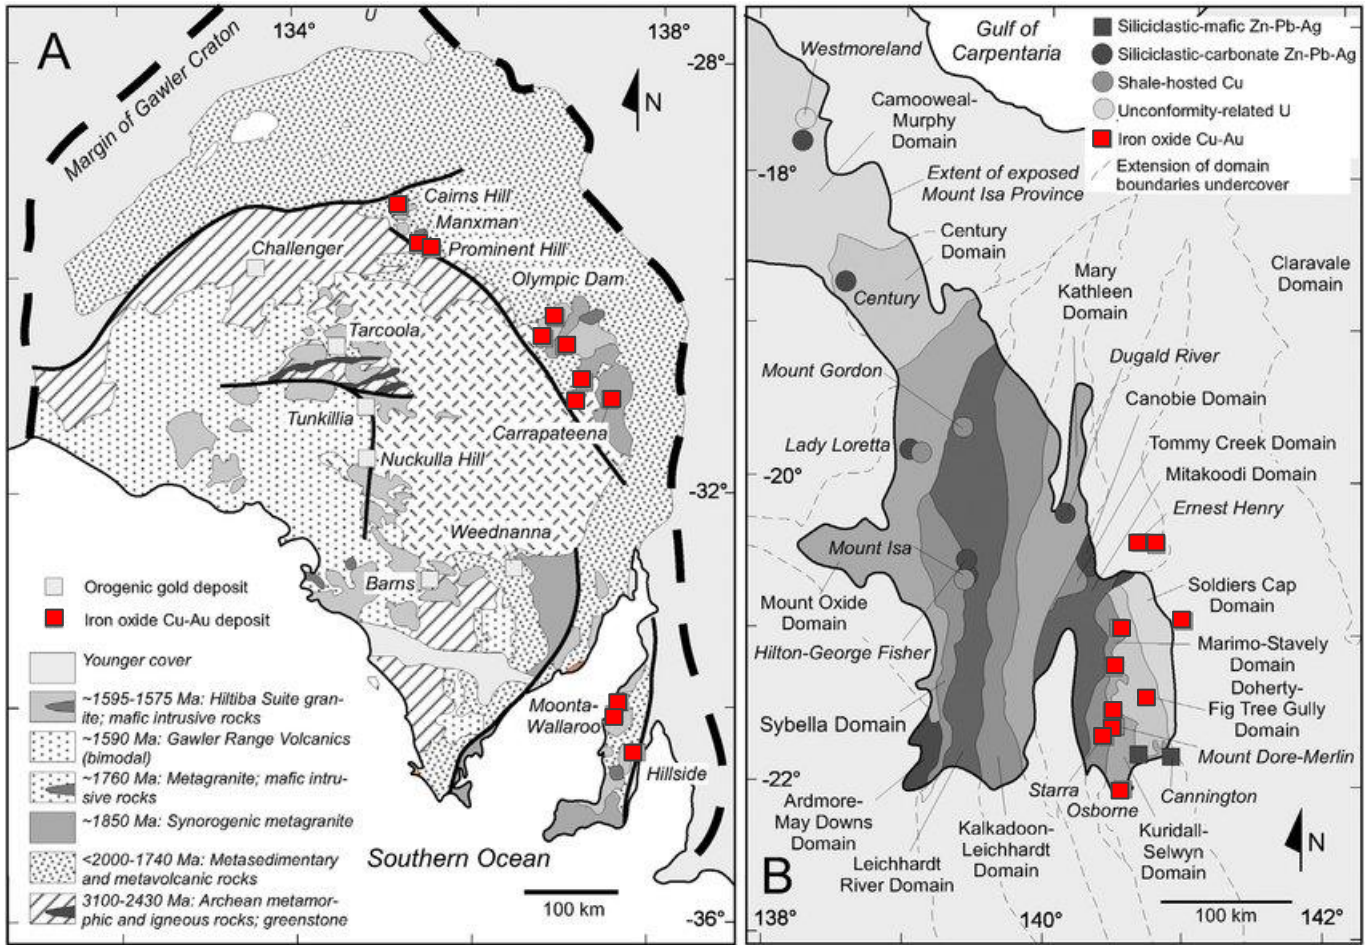 A
134°
U
138°
-28°
N
Margin of Gawler Craton
Cairns Hill
Manxman
Prominent Hill
Challenger
Olympic Dam
Tarcoola
Tunkillia
Carrapateena
Nuckulla Hill
-32°
Weednanna
Barns
Orogenic gold deposit
Iron oxide Cu-Au deposit
Younger cover
~1595-1575 Ma: Hiltiba Suite gran-
ite; mafic intrusive rocks
~1590 Ma: Gawler Range Volcanics
(bimodal)
~1760 Ma: Metagranite; mafic intru-
sive rocks
~1850 Ma: Synorogenic metagranite
<2000-1740 Ma: Metasedimentary
and metavolcanic rocks
3100-2430 Ma: Archean metamor-
phic and igneous rocks; greenstone
Moonta-
Wallaroo
Hillside
Southern Ocean
100 km
-36°
Gulf of
Carpentaria
Siliciclastic-mafic Zn-Pb-Ag
Siliciclastic-carbonate Zn-Pb-Ag
Shale-hosted Cu
Unconformity-related U
Iron oxide Cu-Au
Extension of domain
boundaries undercover
Westmoreland
Camooweal-
Murphy
Domain
-18°
Extent of exposed
Mount Isa Province
Century
Domain
Century
Mary
Kathleen
Domain
Claravale
Domain
Mount Gordon
Dugald River
Canobie Domain
Lady Loretta
Tommy Creek Domain
-20°
Mitakoodi Domain
Ernest Henry
Mount Isa
Soldiers Cap
Domain
Mount Oxide
Domain
Hilton-George Fisher
Marimo-Stavely
Domain
Doherty-
Fig Tree Gully
Domain
Sybella Domain
Mount Dore-Merlin
-22°
Starra
Osborne
Cannington
Ardmore-
May Downs
Domain
Leichhardt
River Domain
Kalkadoon-
Leichhardt
Domain
Kuridall-
Selwyn
Domain
N
B
100 km
138°
140°
142°